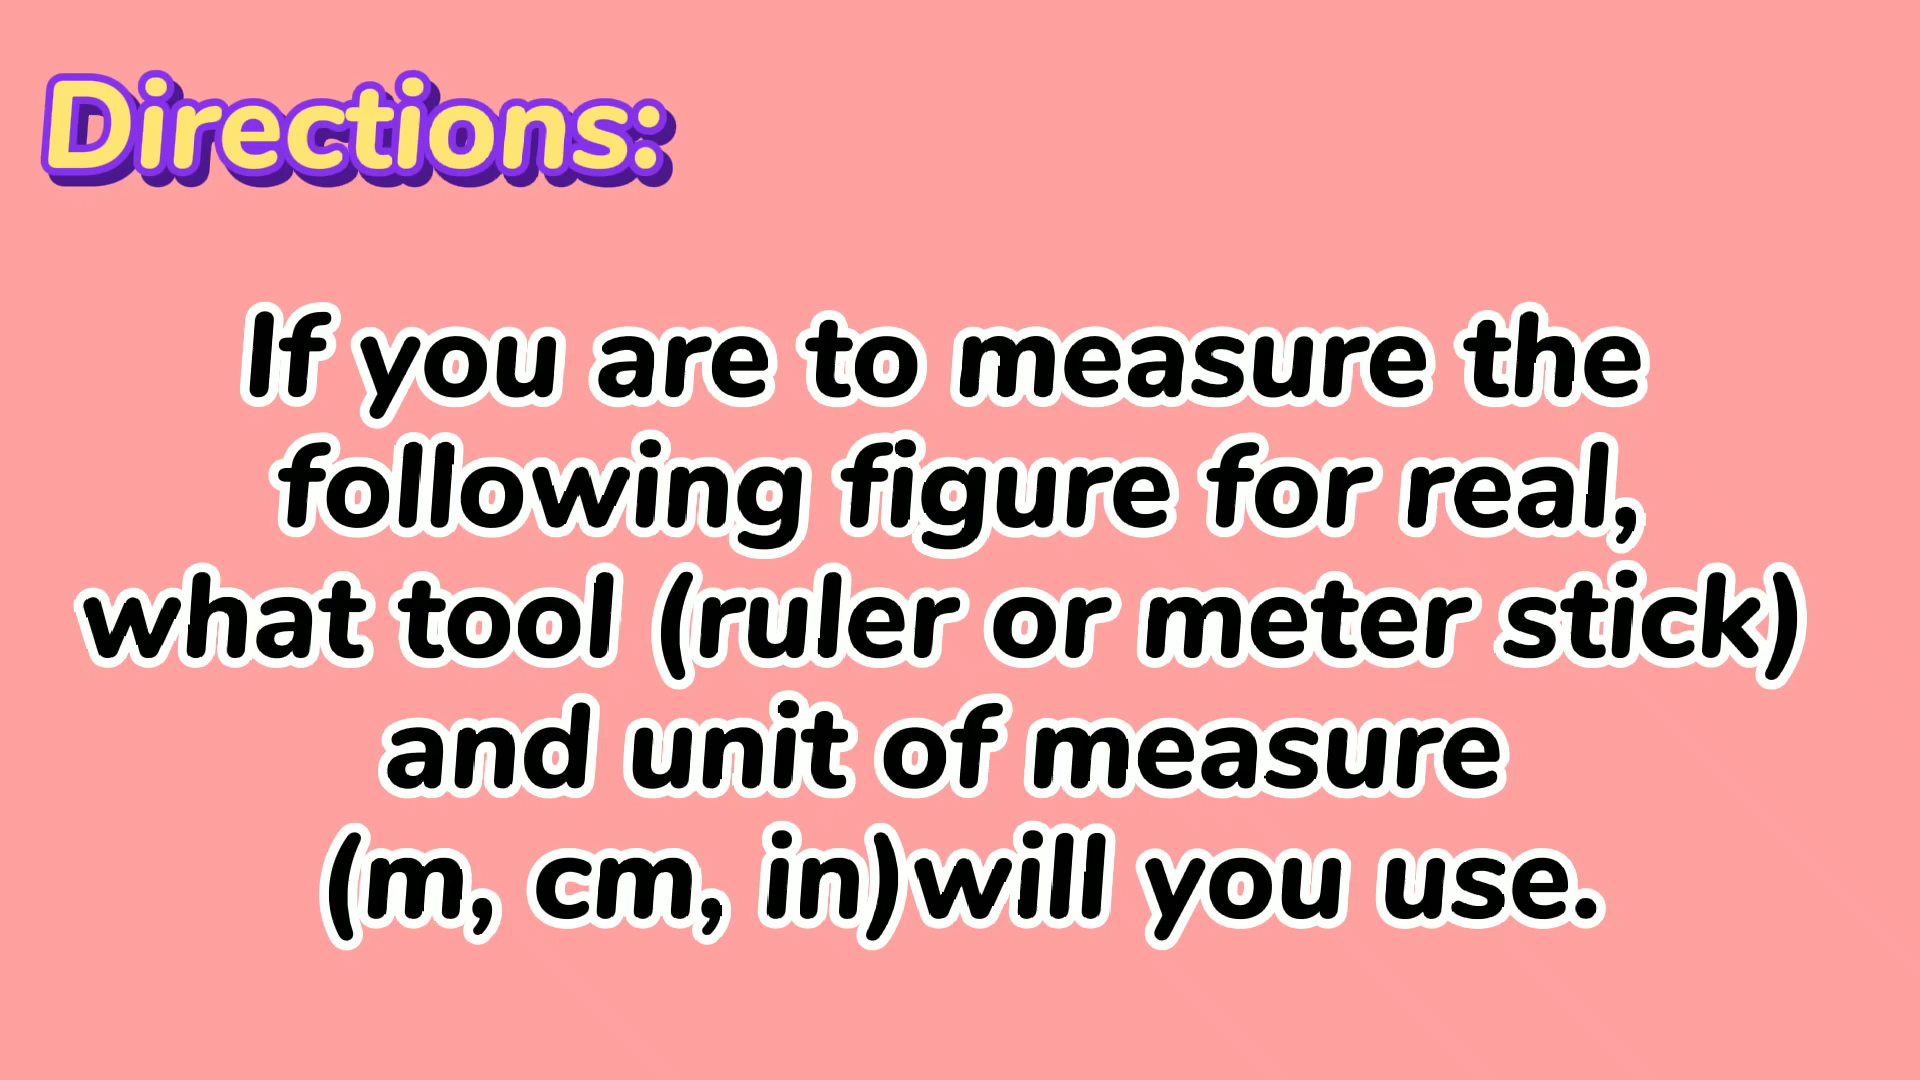 Directions:
If you are to measure the
following figure for real,
what tool (ruler or meter stick)
and unit of measure
(m, cm, in)will you use.